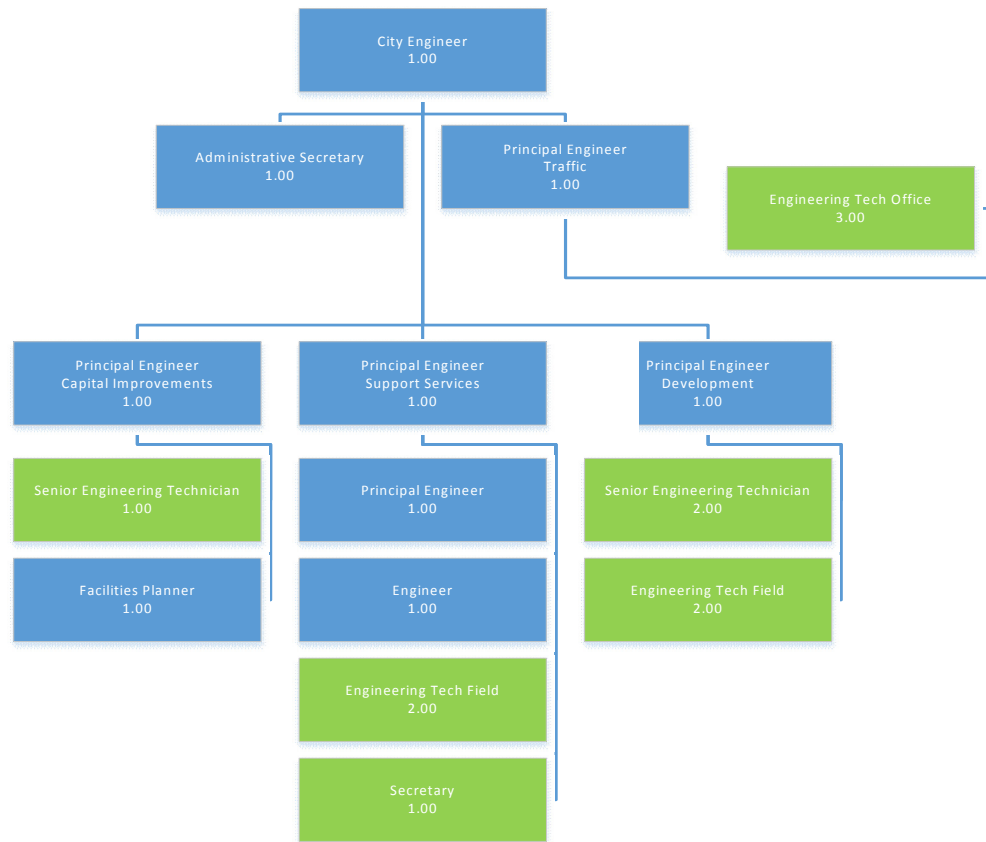 City Engineer
1.00
Administrative Secretary
1.00
Principal Engineer
Traffic
1.00
Engineering Tech Office
3.00
Principal Engineer
Capital Improvements
1.00
Principal Engineer
Support Services
1.00
Principal Engineer
Development
1.00
Senior Engineering Technician
1.00
Principal Engineer
1.00
Senior Engineering Technician
2.00
Facilities Planner
1.00
Engineer
1.00
Engineering Tech Field
2.00
Engineering Tech Field
2.00
Secretary
1.00